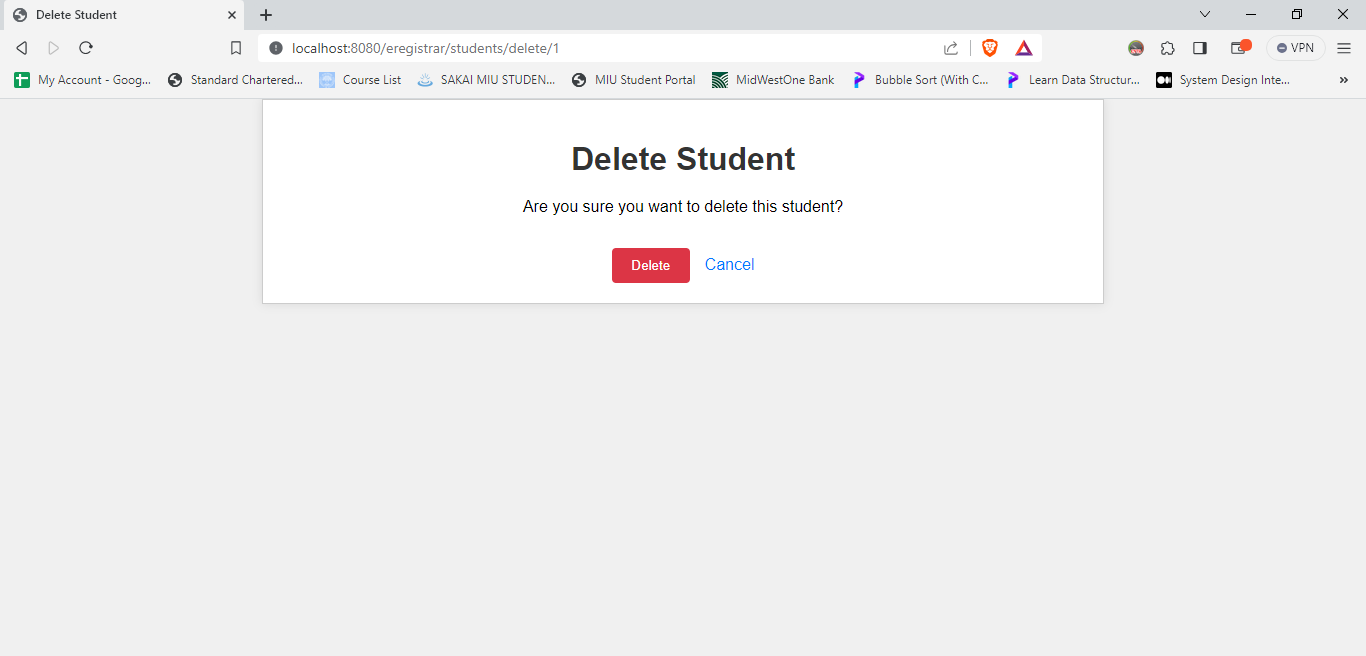 Delete Student
localhost:8080/eregistrar/students/delete/1
VPN
My Account - Goog... Standard Chartered... Course List SAKAI MIU STUDEN... MIU Student Portal MidWestOne Bank Bubble Sort (With C... Learn Data Structur... System Design Inte... »
Delete Student
Are you sure you want to delete this student?
Delete Cancel